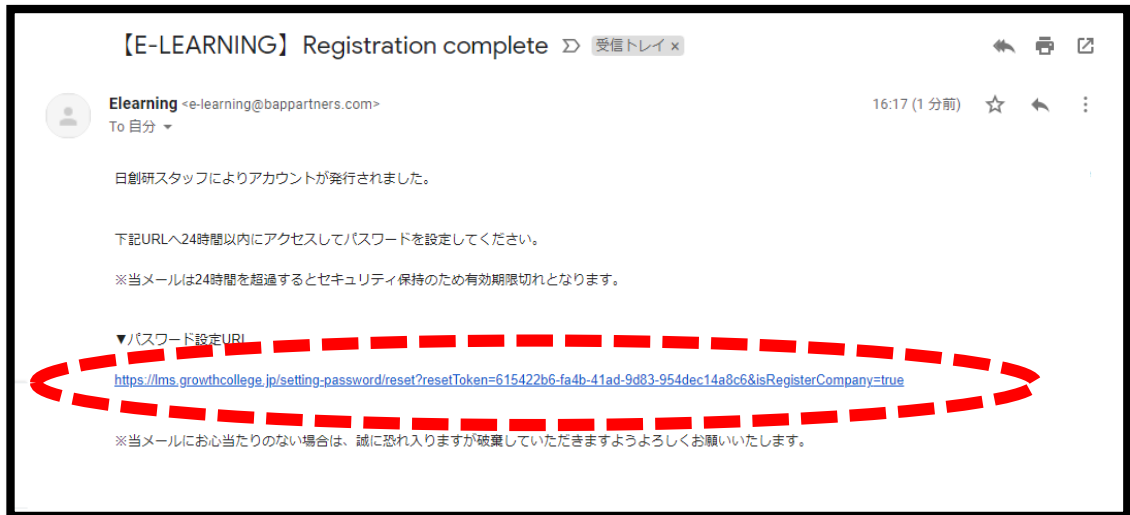 【E-LEARNING】Registration complete 受信トレイ ×
Elearning <e-learning@bappartners.com> 16:17 (1 分前)
To 自分
日創研スタッフによりアカウントが発行されました。
下記URLへ24時間以内にアクセスしてパスワードを設定してください。
※当メールは24時間を超過するとセキュリティ保持のため有効期限切れとなります。
▼パスワード設定URL
https://lms.growthcollege.jp/setting-password/reset?resetToken=615422b6-fa4b-41ad-9d83-954dec14a8c6&isRegisterCompany=true
※当メールにお心当たりのない場合は、誠に恐れ入りますが破棄していただきますようよろしくお願いいたします。